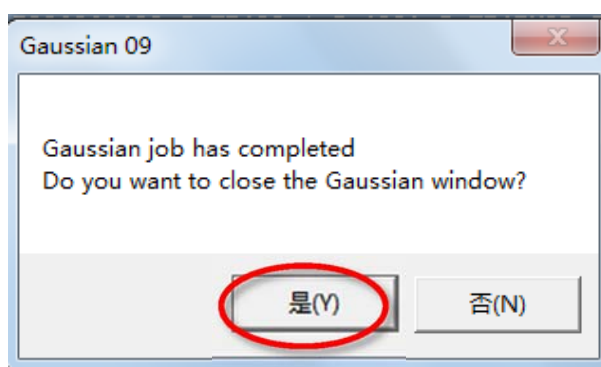 Gaussian 09
Gaussian job has completed
Do you want to close the Gaussian window?
是(Y)
否(N)